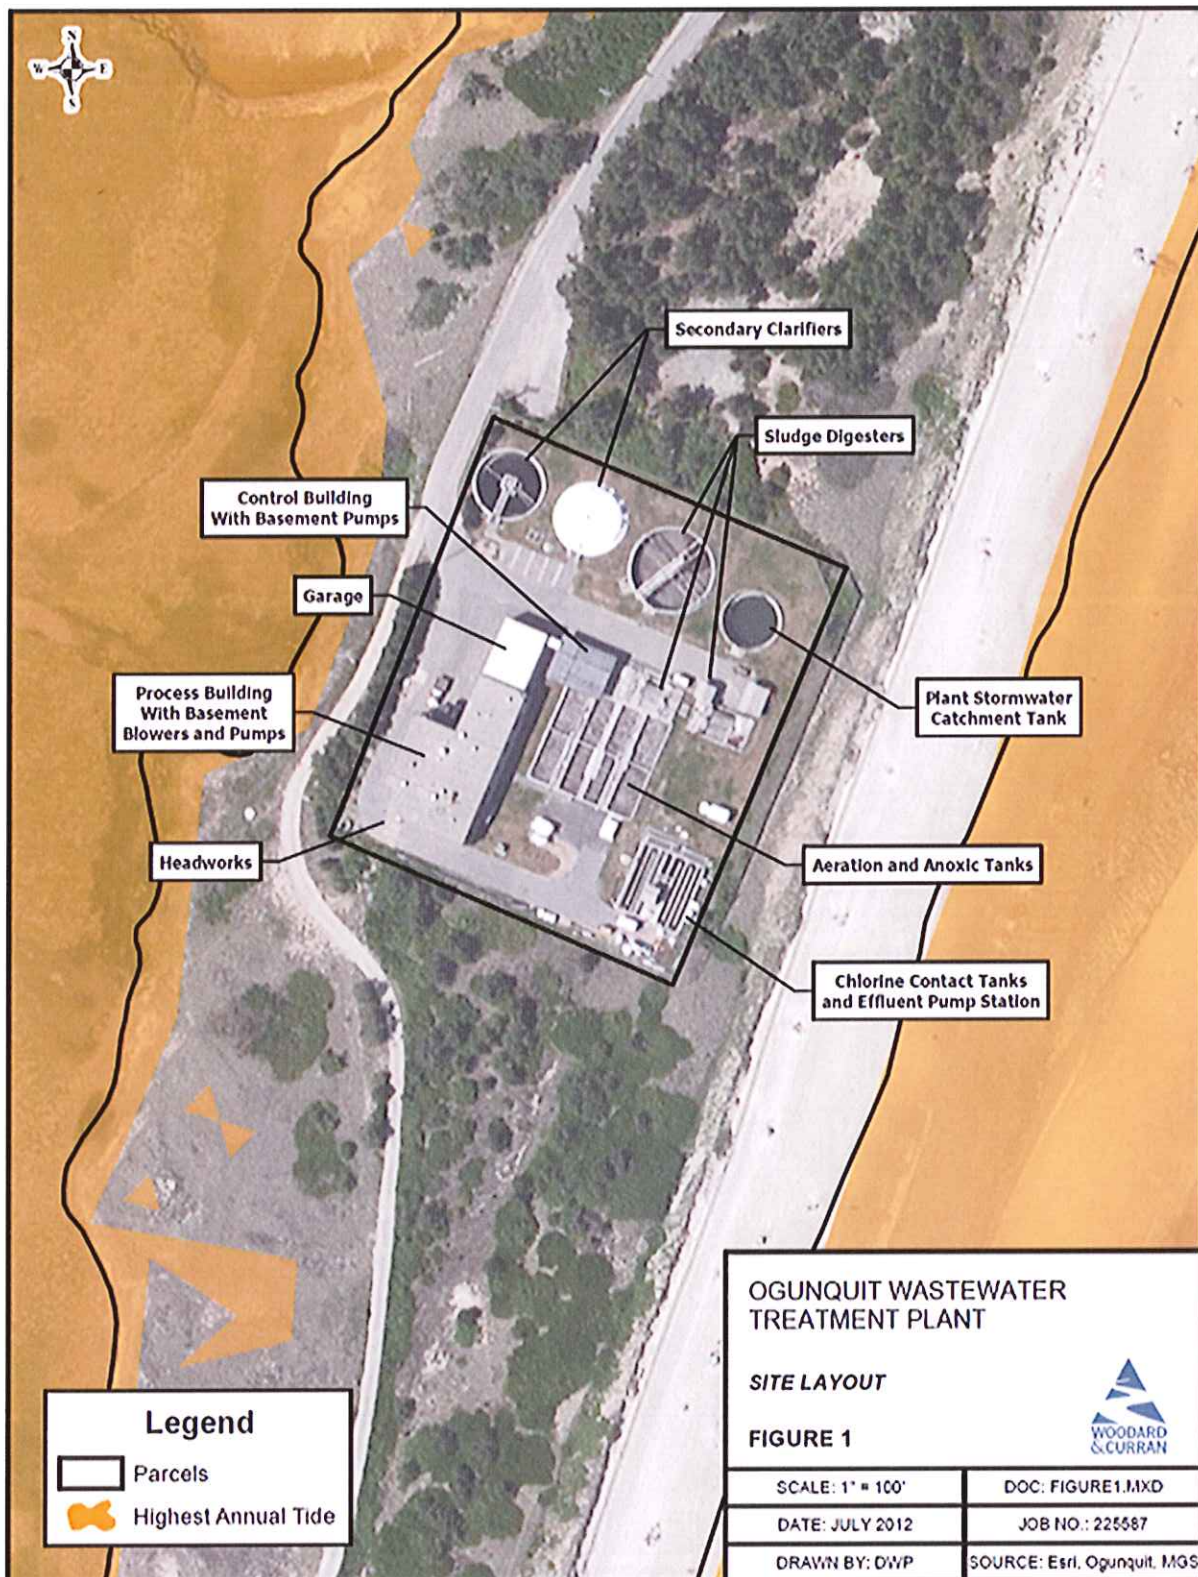 N
W
E
S
Secondary Clarifiers
Sludge Digesters
Control Building
With Basement Pumps
Garage
Process Building
With Basement
Blowers and Pumps
Plant Stormwater
Catchment Tank
Headworks
Aeration and Anoxic Tanks
Chlorine Contact Tanks
and Effluent Pump Station
OGUNQUIT WASTEWATER
TREATMENT PLANT
SITE LAYOUT
FIGURE 1
WOODARD
& CURRAN
Legend
Parcels
Highest Annual Tide
SCALE: 1" = 100'
DOC: FIGURE1.MXD
DATE: JULY 2012
JOB NO.: 225587
DRAWN BY: DWP
SOURCE: Esri, Ogunquit, MGS